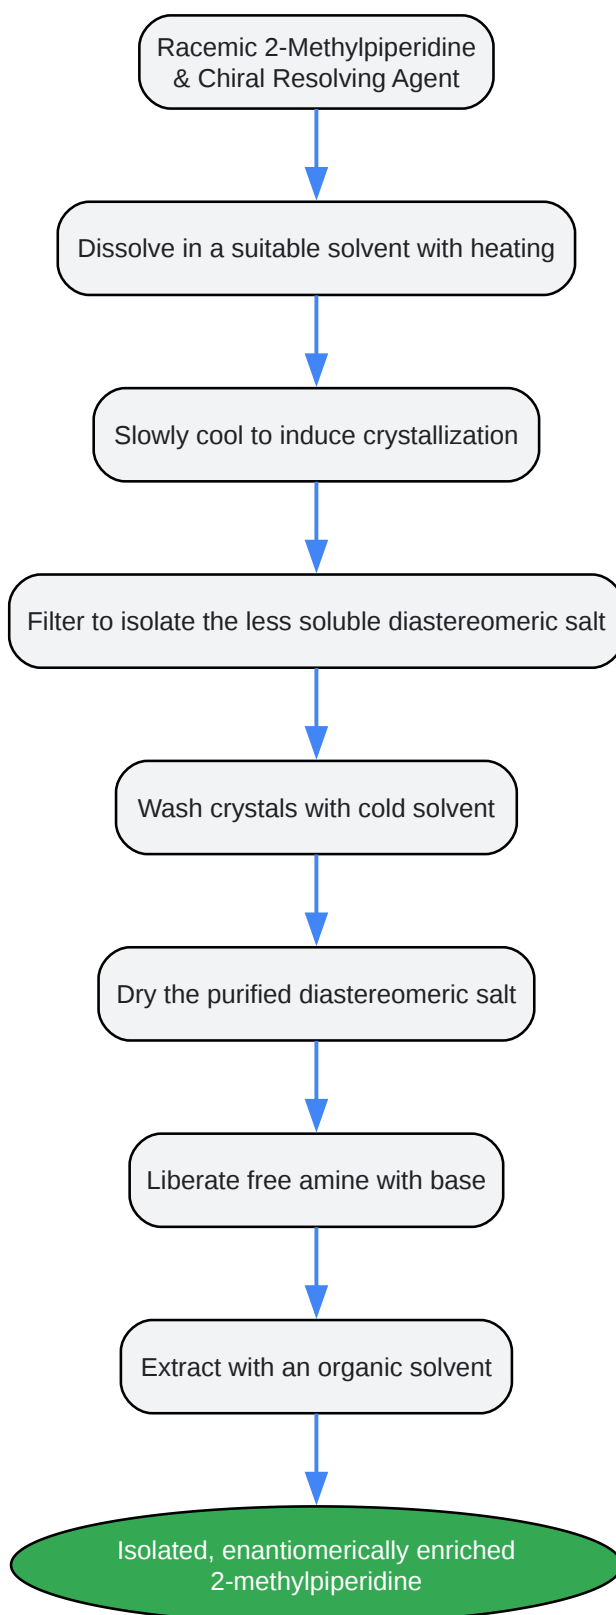 Racemic 2-Methylpiperidine
& Chiral Resolving Agent
Dissolve in a suitable solvent with heating
Slowly cool to induce crystallization
Filter to isolate the less soluble diastereomeric salt
Wash crystals with cold solvent
Dry the purified diastereomeric salt
Liberate free amine with base
Extract with an organic solvent
Isolated, enantiomerically enriched
2-methylpiperidine